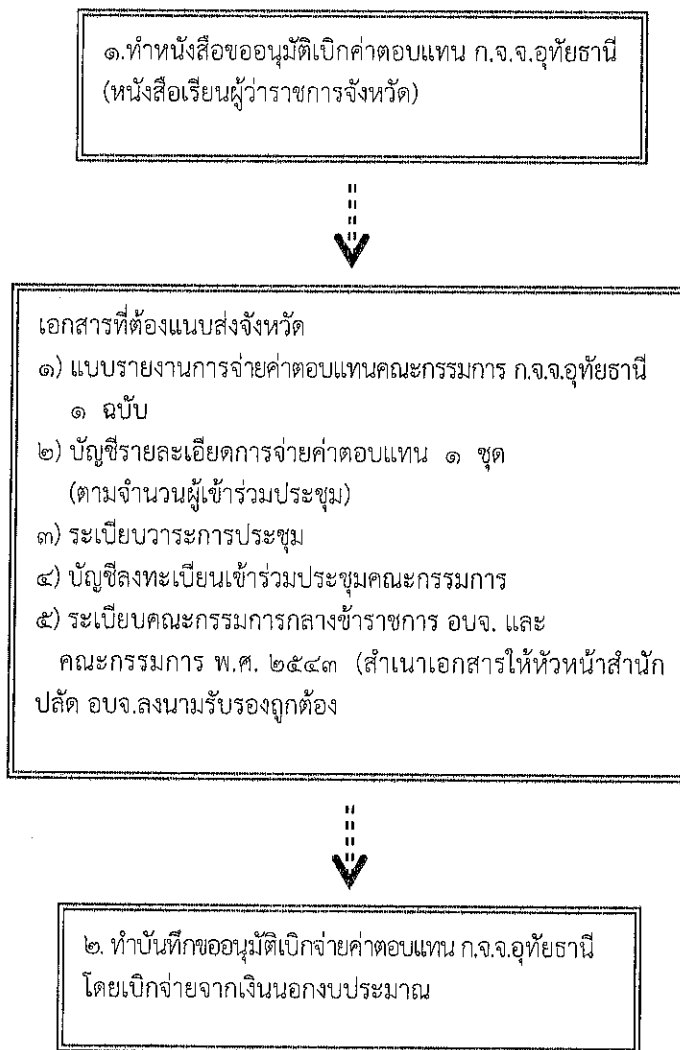 ๑.ทำหนังสือขออนุมัติเบิกค่าตอบแทน ก.จ.จ.อุทัยธานี
(หนังสือเรียนผู้ว่าราชการจังหวัด)
เอกสารที่ต้องแนบส่งจังหวัด
๑) แบบรายงานการจ่ายค่าตอบแทนคณะกรรมการ ก.จ.จ.อุทัยธานี
๑ ฉบับ
๒) บัญชีรายละเอียดการจ่ายค่าตอบแทน ๑ ชุด
(ตามจำนวนผู้เข้าร่วมประชุม)
๓) ระเบียบวาระการประชุม
๔) บัญชีลงทะเบียนเข้าร่วมประชุมคณะกรรมการ
๕) ระเบียบคณะกรรมการกลางข้าราชการ อบจ. และ
คณะกรรมการ พ.ศ. ๒๕๔๓ (สำเนาเอกสารให้หัวหน้าสำนัก
ปลัด อบจ.ลงนามรับรองถูกต้อง
๒. ทำบันทึกขออนุมัติเบิกจ่ายค่าตอบแทน ก.จ.จ.อุทัยธานี
โดยเบิกจ่ายจากเงินนอกงบประมาณ